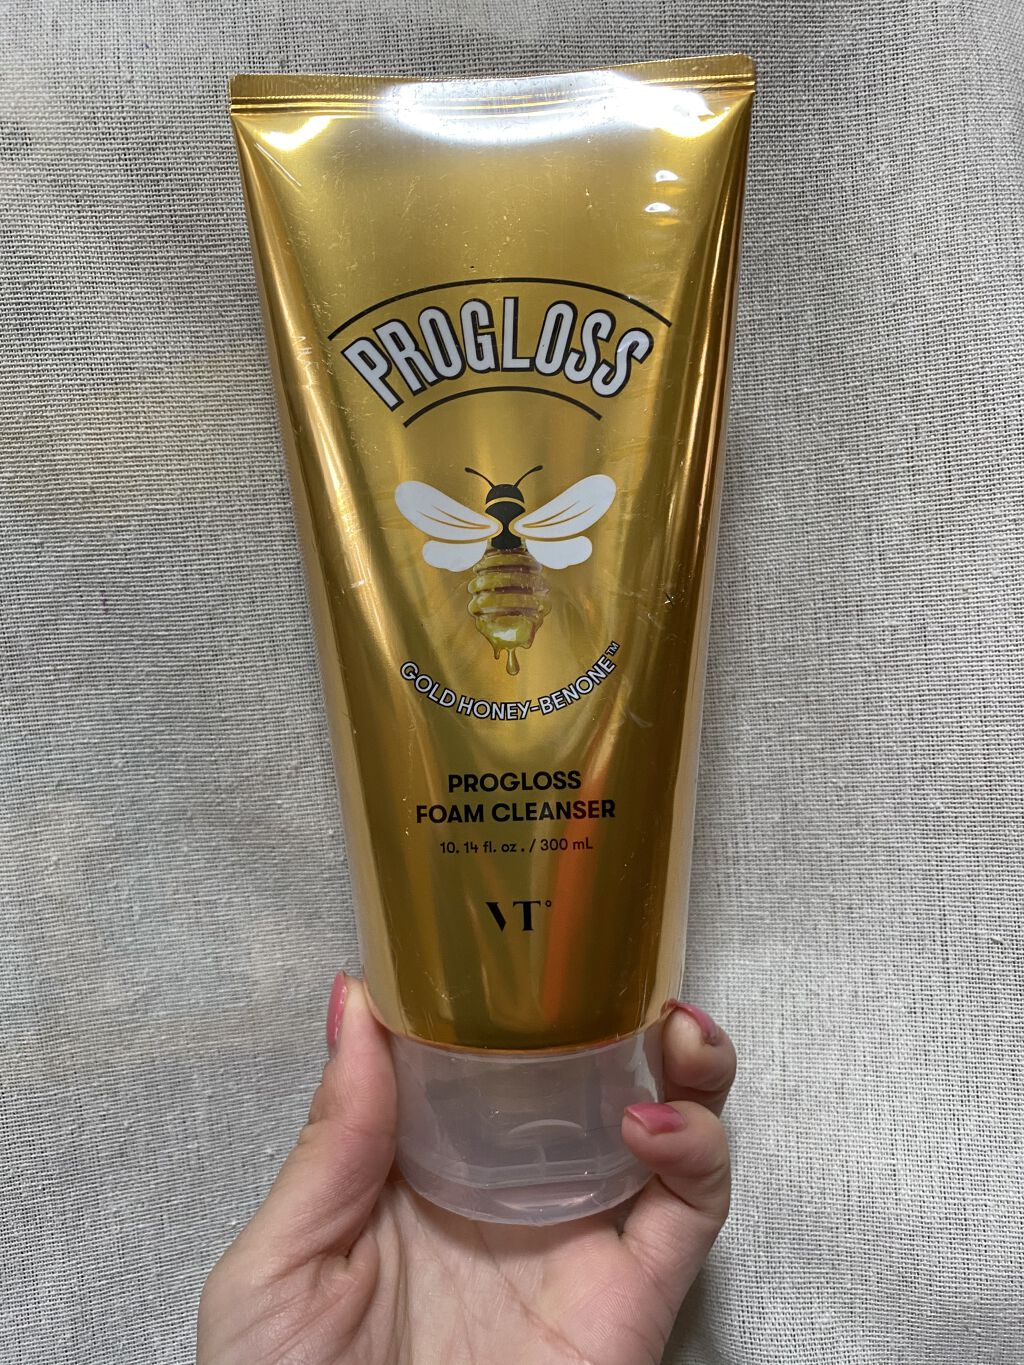 PROGLOSS
GOLD HONEY-BENONE™
PROGLOSS
FOAM CLEANSER
10. 14 fl. oz . / 300 mL
VT°